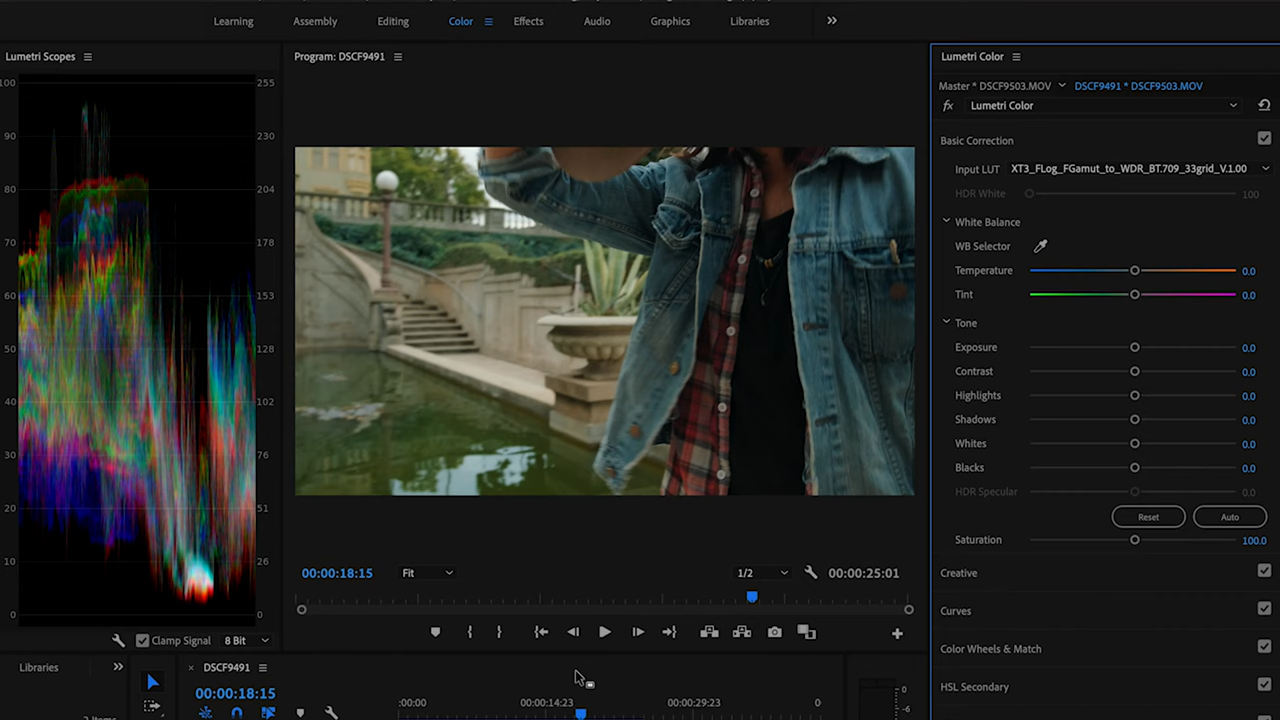 Learning Assembly Editing Color Effects Audio Graphics Libraries
Lumetri Scopes
100 255
90 230
80 204
70 178
60 153
50 128
40 102
30 76
20 51
10 26
0 0
Clamp Signal 8 Bit
Program: DSCF9491
00:00:18:15 Fit 1/2 00:00:25:01
Lumetri Color
Master * DSCF9503.MOV DSCF9491 * DSCF9503.MOV
fx Lumetri Color
Basic Correction
Input LUT XT3_FLog_FGamut_to_WDR_BT.709_33grid_V.1.00
HDR White 100
White Balance
WB Selector
Temperature 0.0
Tint 0.0
Tone
Exposure 0.0
Contrast 0.0
Highlights 0.0
Shadows 0.0
Whites 0.0
Blacks 0.0
HDR Specular 0.0
Reset Auto
Saturation 100.0
Creative
Curves
Color Wheels & Match
HSL Secondary
Libraries
DSCF9491
00:00:18:15
:00:00 00:00:14:23 00:00:29:23 0
0
-6